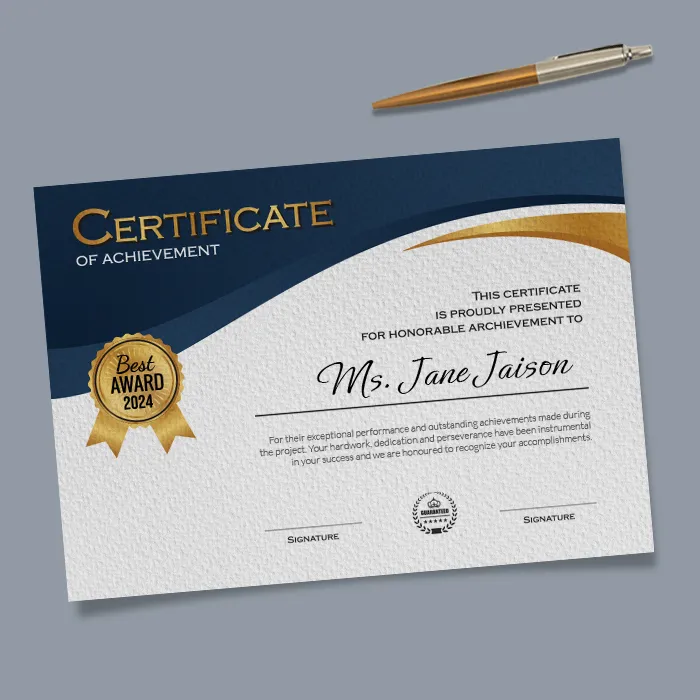 CERTIFICATE
OF ACHIEVEMENT
THIS CERTIFICATE
IS PROUDLY PRESENTED
FOR HONORABLE ARCHIEVEMENT TO
Ms. Jane Jaison
Best
AWARD
2024
For their exceptional performance and outstanding achievements made during
the project. Your hardwork, dedication and perseverance have been instrumental
in your success and we are honoured to recognize your accomplishments.
GUARANTEED
SIGNATURE
SIGNATURE